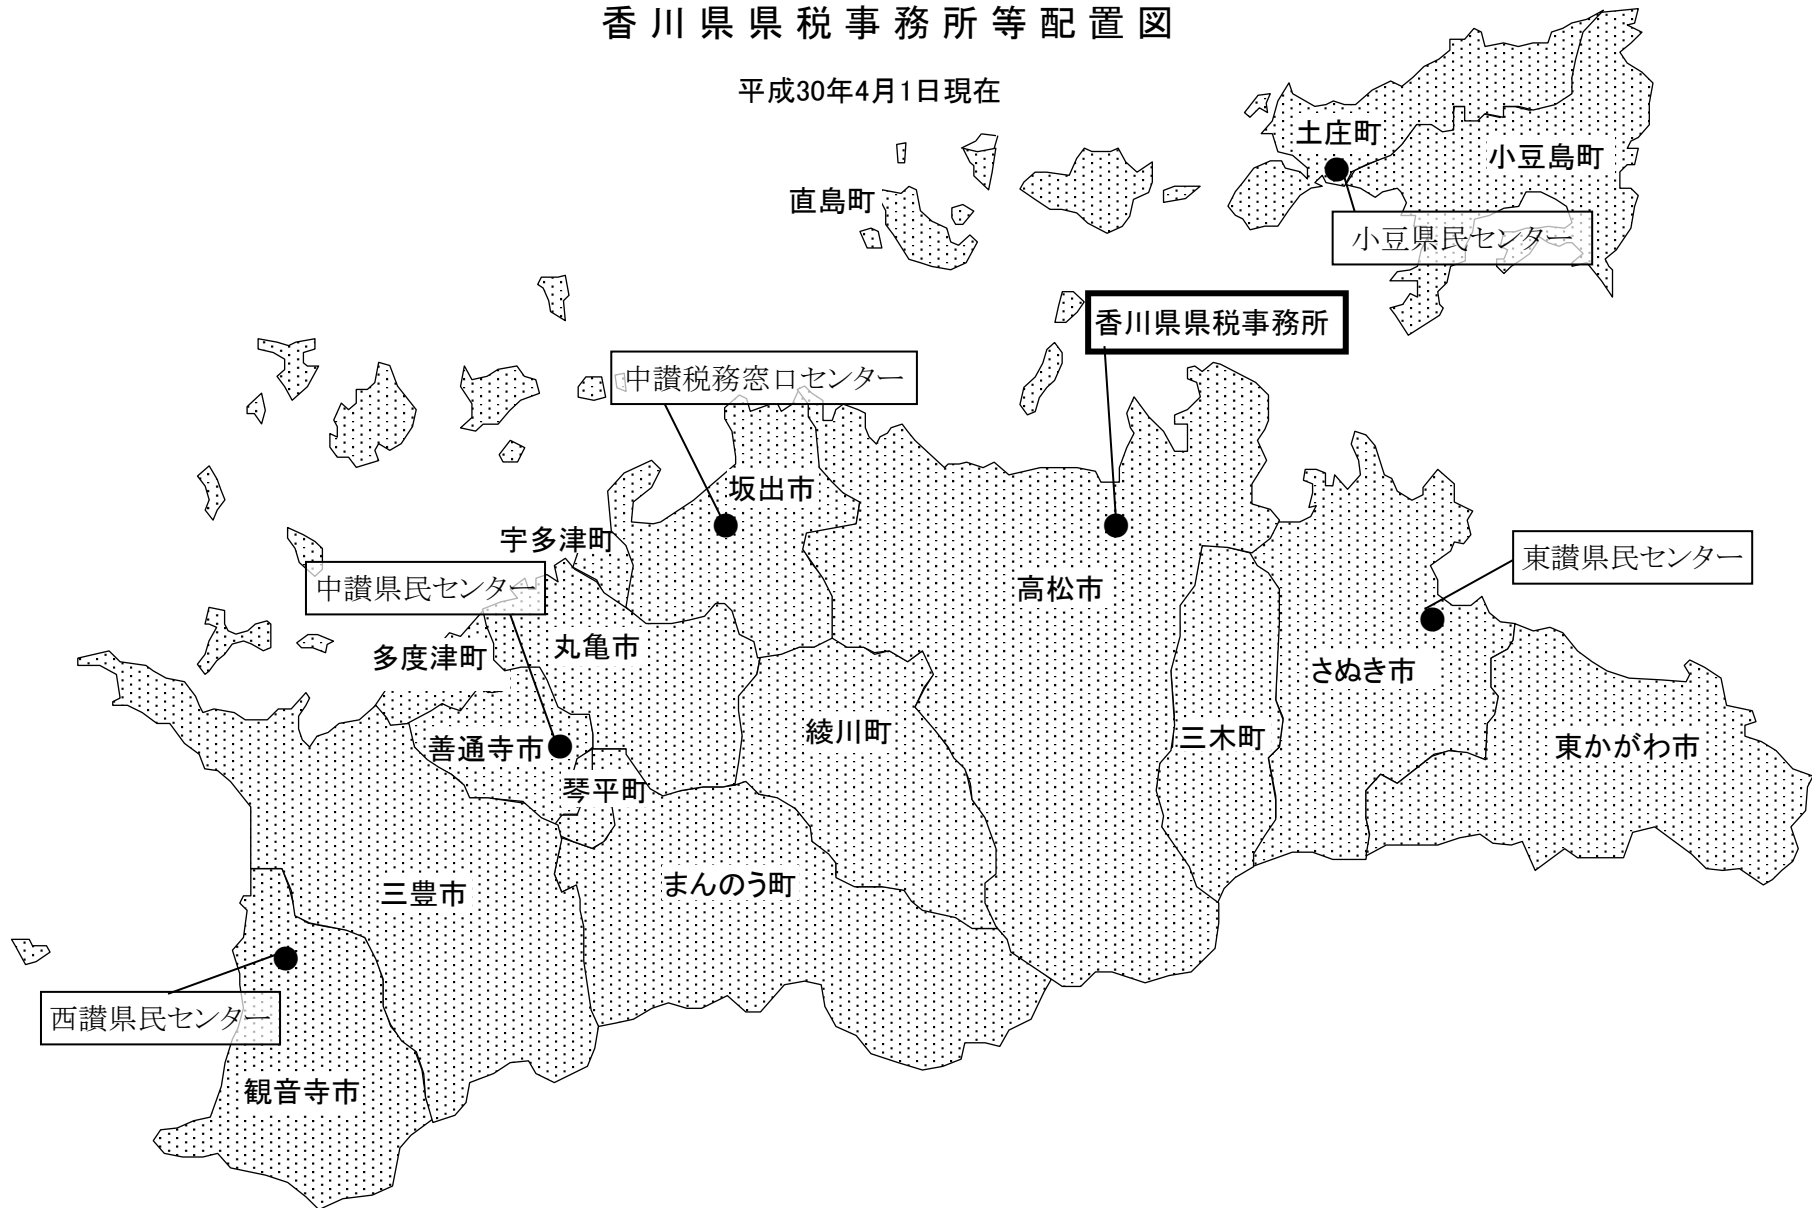 香川県県税事務所等配置図
平成30年4月1日現在
土庄町
小豆島町
直島町
小豆県民センター
香川県県税事務所
中讃税務窓口センター
坂出市
宇多津町
東讃県民センター
中讃県民センター
高松市
丸亀市
多度津町
さぬき市
綾川町
三木町
善通寺市
東かがわ市
琴平町
まんのう町
三豊市
西讃県民センター
観音寺市